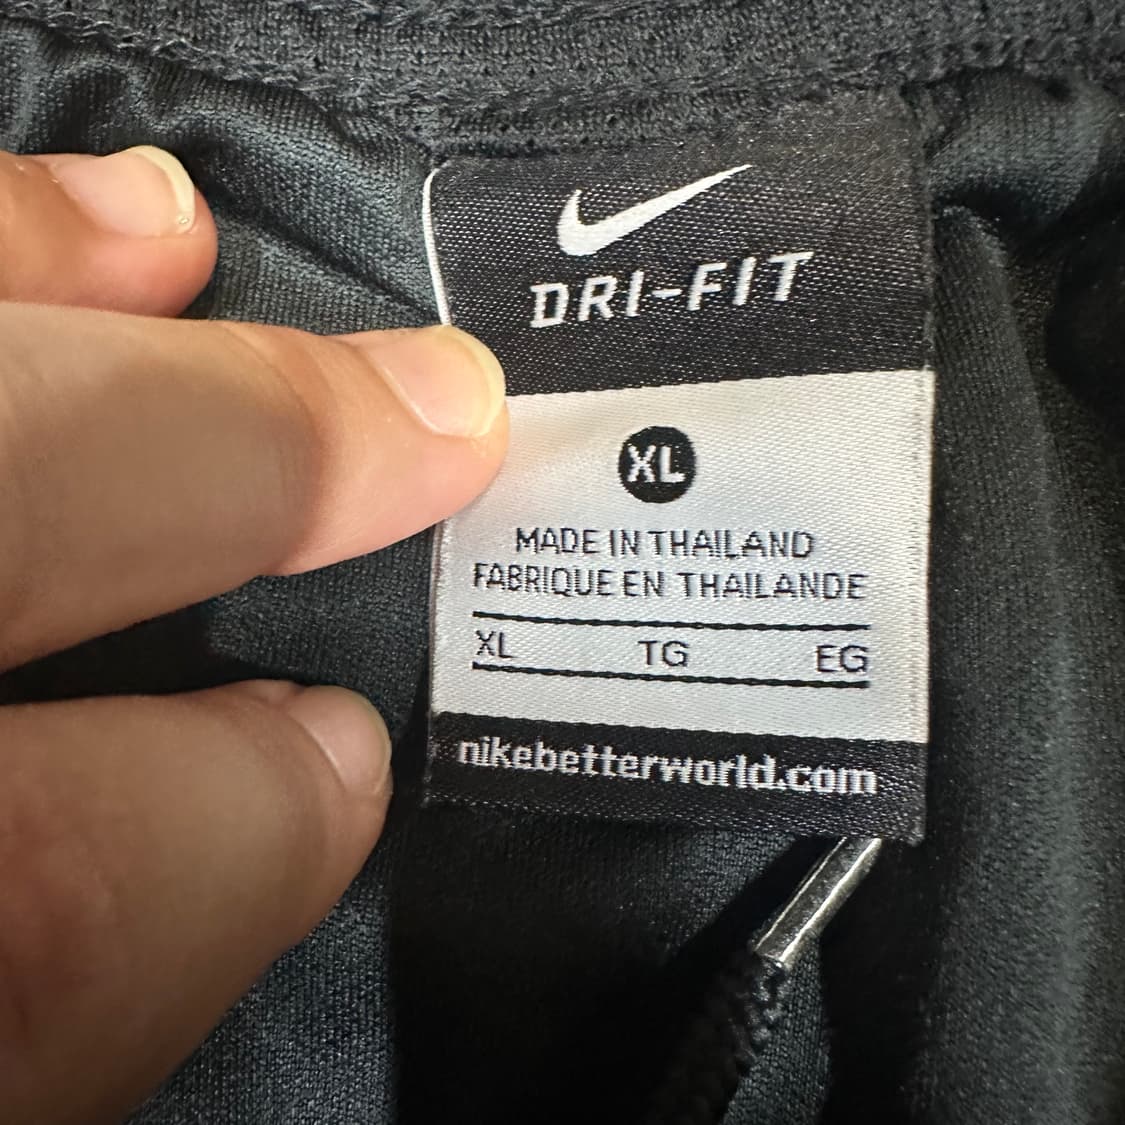 DRI-FIT
XL
MADE IN THAILAND
FABRIQUE EN THAILANDE
XL TG EG
nikebetterworld.com